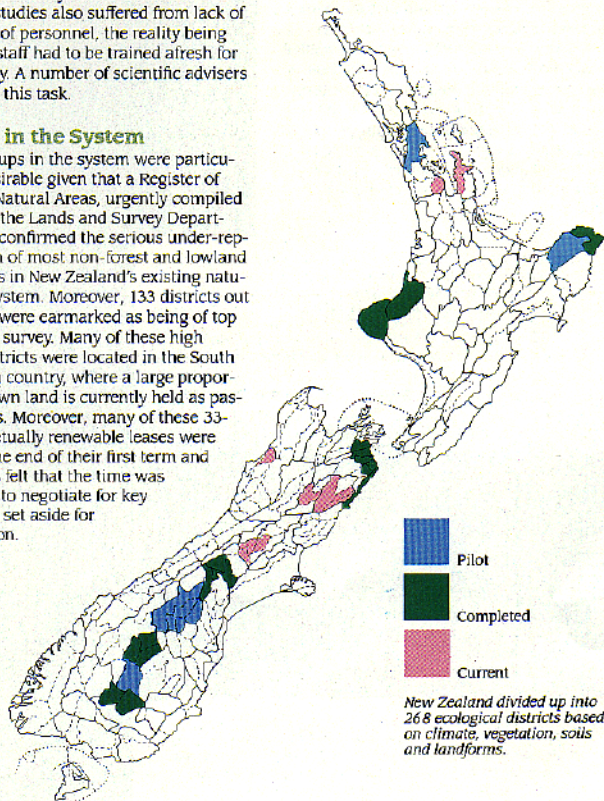 studies also suffered from lack of
of personnel, the reality being
staff had to be trained afresh for
y. A number of scientific advisers
this task.
in the System
ups in the system were particu-
sirable given that a Register of
Natural Areas, urgently compiled
the Lands and Survey Depart-
confirmed the serious under-rep-
n of most non-forest and lowland
s in New Zealand's existing natu-
ystem. Moreover, 133 districts out
were earmarked as being of top
survey. Many of these high
tricts were located in the South
country, where a large propor-
wn land is currently held as pas-
s. Moreover, many of these 33-
etually renewable leases were
e end of their first term and
s felt that the time was
to negotiate for key
set aside for
on.
Pilot
Completed
Current
New Zealand divided up into
268 ecological districts based
on climate, vegetation, soils
and landforms.